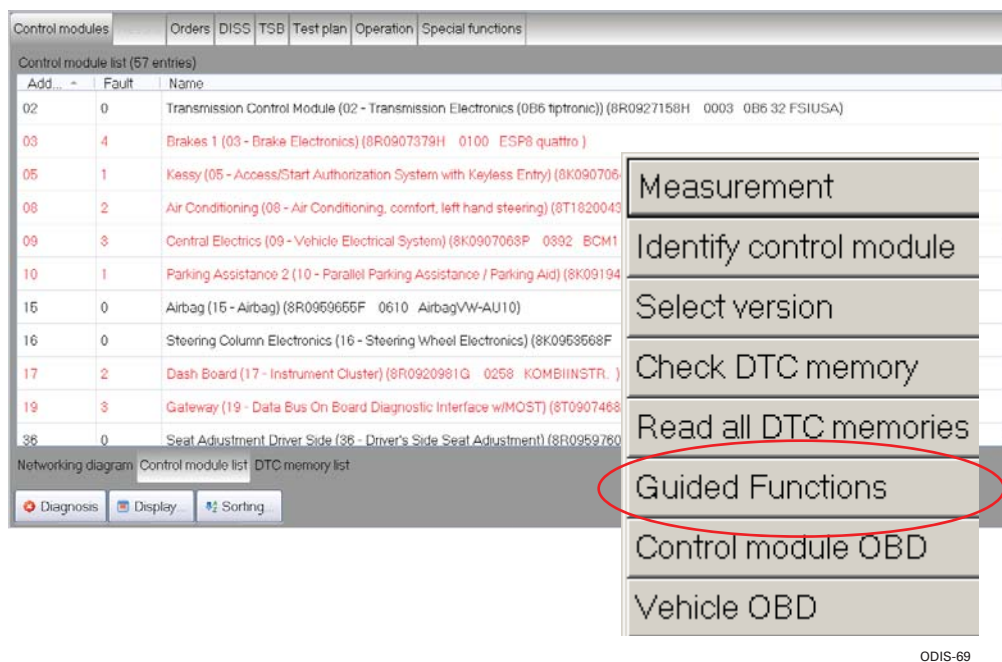 Control modules Orders DISS TSB Test plan Operation Special functions
Control module list (57 entries)
Add... Fault Name
02 0 Transmission Control Module (02 - Transmission Electronics (0B6 tiptronic)) (8R0927158H 0003 0B6 32 FSIUSA)
03 4 Brakes 1 (03 - Brake Electronics) (8R0907379H 0100 ESP8 quattro )
05 1 Kessy (05 - Access/Start Authorization System with Keyless Entry) (8K090706
08 2 Air Conditioning (08 - Air Conditioning, comfort, left hand steering) (8T1820043
09 3 Central Electrics (09 - Vehicle Electrical System) (8K0907063P 0392 BCM1
10 1 Parking Assistance 2 (10 - Parallel Parking Assistance / Parking Aid) (8K09194
15 0 Airbag (15 - Airbag) (8R0959655F 0610 AirbagVW-AU10)
16 0 Steering Column Electronics (16 - Steering Wheel Electronics) (8K0953568F
17 2 Dash Board (17 - Instrument Cluster) (8R0920981G 0258 KOMBIINSTR. )
19 3 Gateway (19 - Data Bus On Board Diagnostic Interface w/MOST) (8T0907468
36 0 Seat Adjustment Driver Side (36 - Driver's Side Seat Adjustment) (8R0959760
Networking diagram Control module list DTC memory list
Diagnosis Display... Sorting...
Measurement
Identify control module
Select version
Check DTC memory
Read all DTC memories
Guided Functions
Control module OBD
Vehicle OBD
ODIS-69